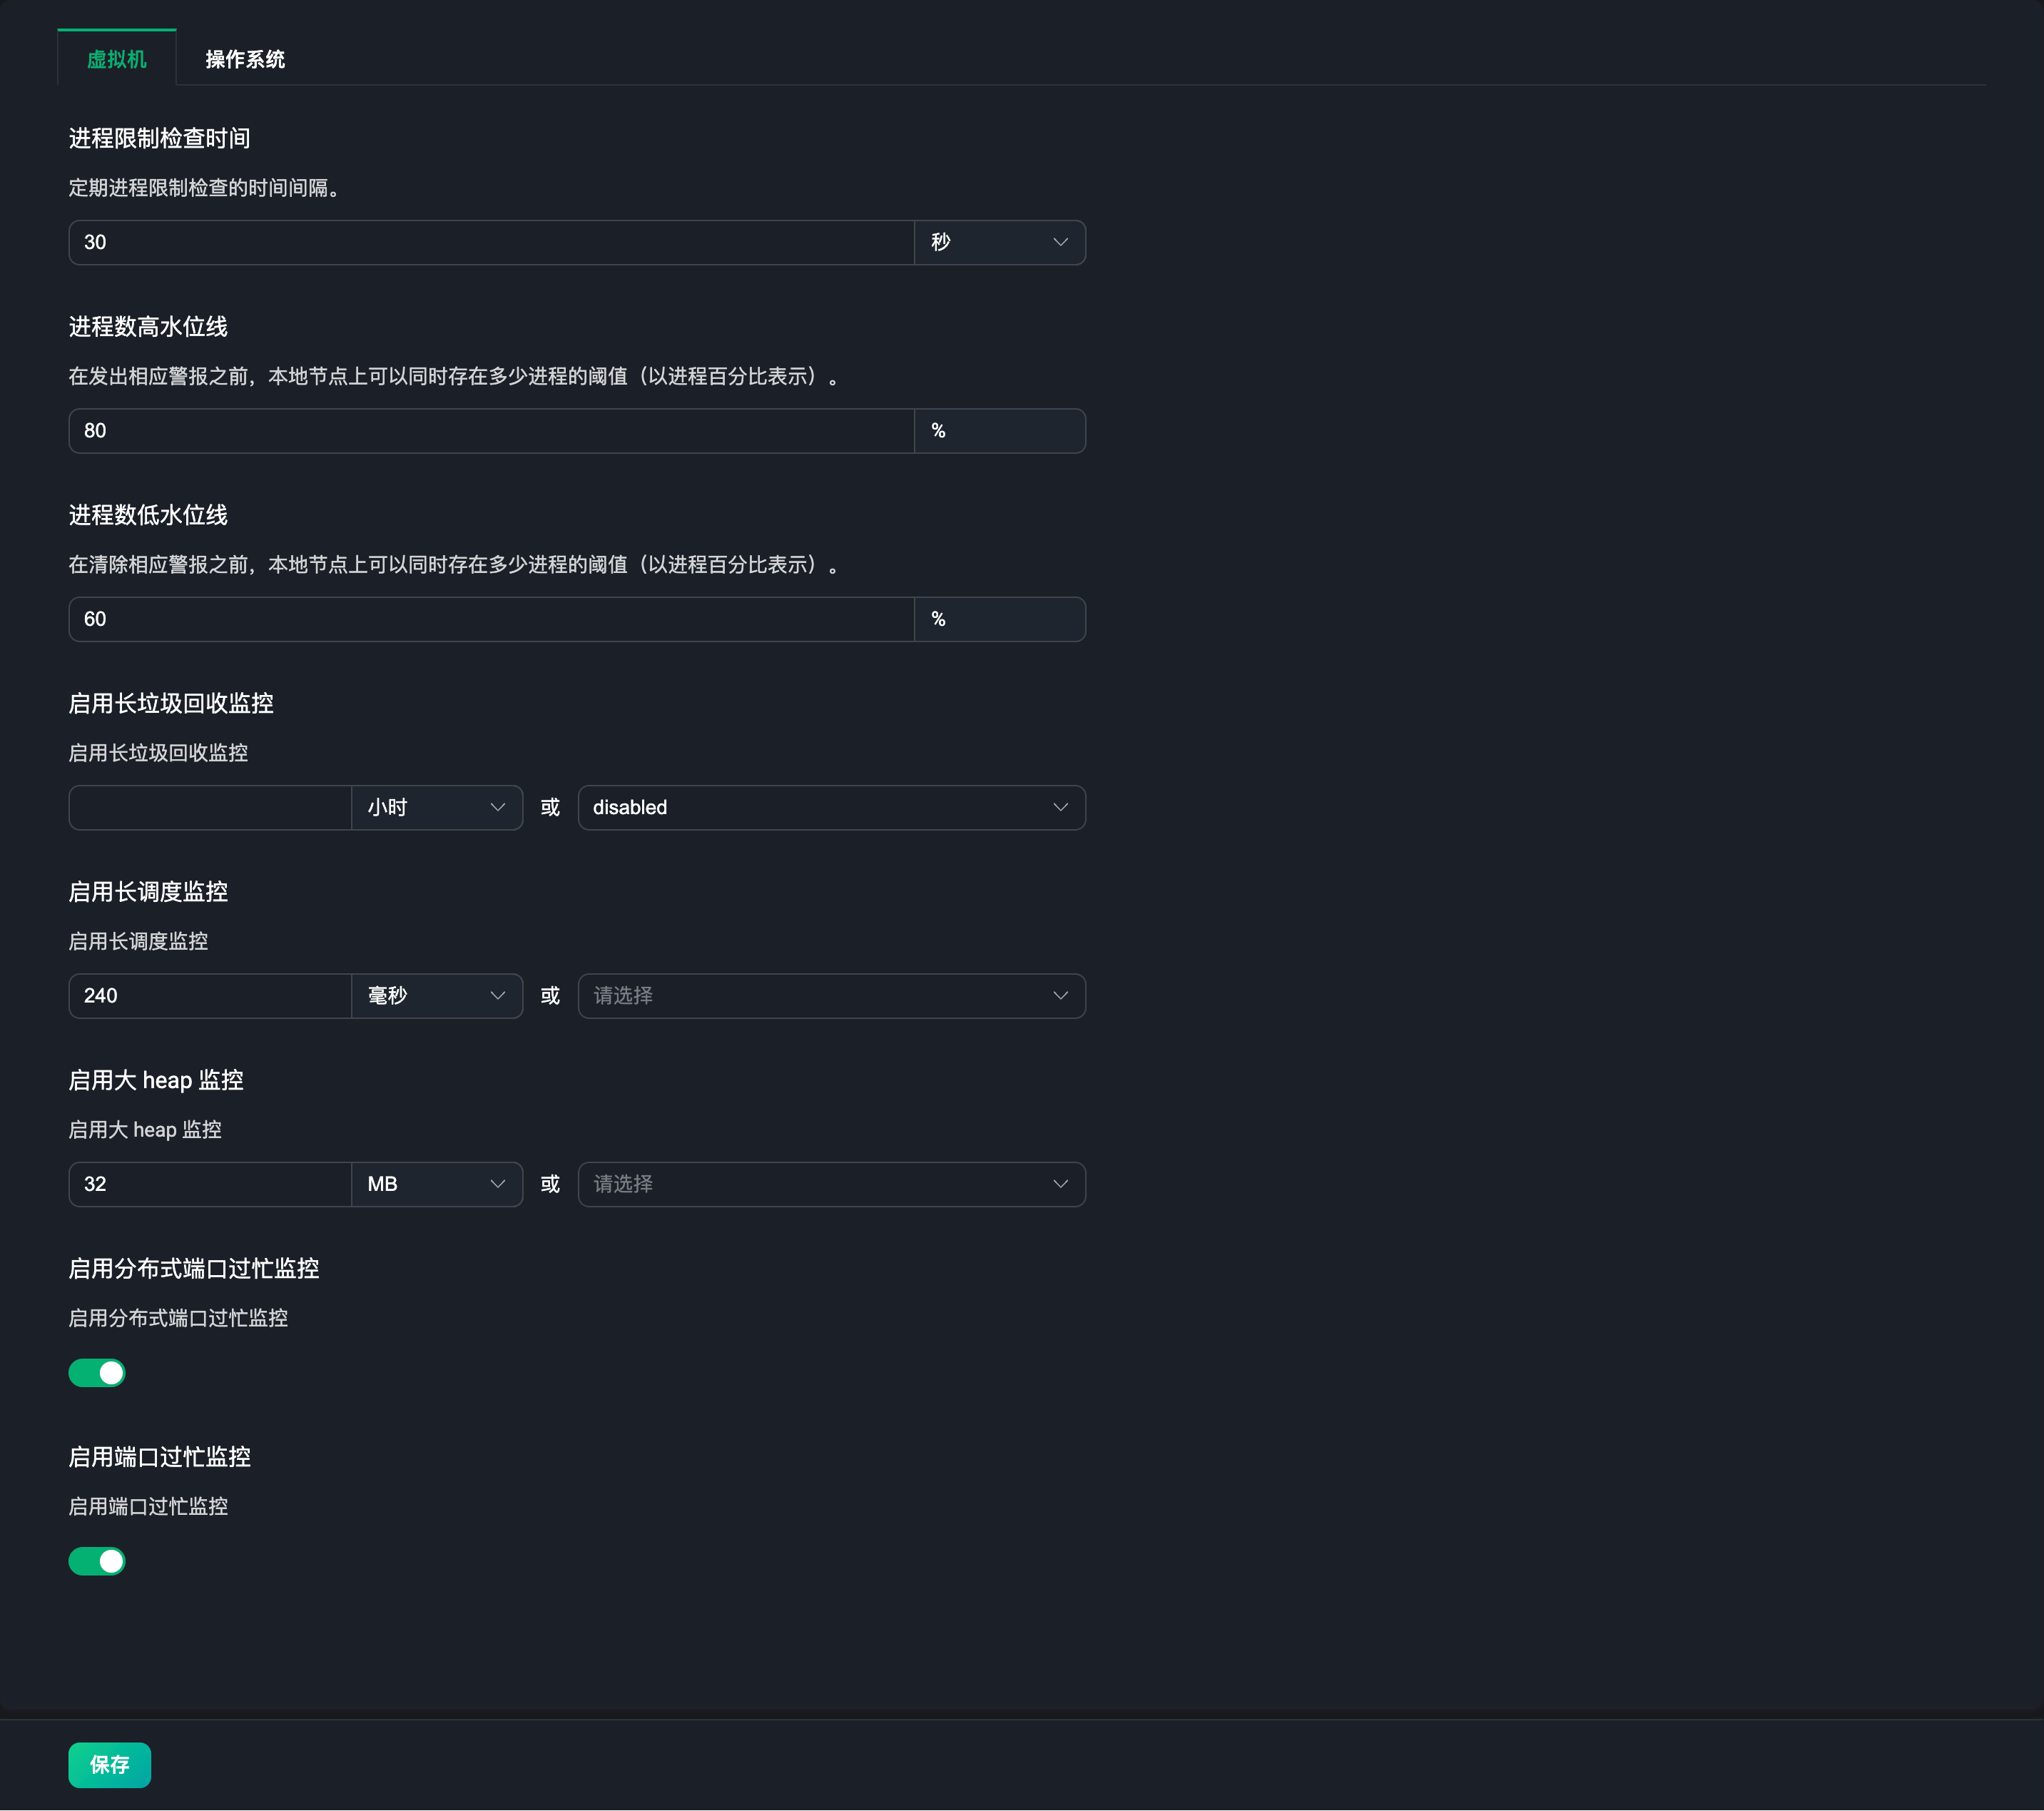 虚拟机 操作系统
进程限制检查时间
定期进程限制检查的时间间隔。
30 秒
进程数高水位线
在发出相应警报之前，本地节点上可以同时存在多少进程的阈值（以进程百分比表示）。
80 %
进程数低水位线
在清除相应警报之前，本地节点上可以同时存在多少进程的阈值（以进程百分比表示）。
60 %
启用长垃圾回收监控
启用长垃圾回收监控
小时 或 disabled
启用长调度监控
启用长调度监控
240 毫秒 或 请选择
启用大 heap 监控
启用大 heap 监控
32 MB 或 请选择
启用分布式端口过忙监控
启用分布式端口过忙监控
启用端口过忙监控
启用端口过忙监控
保存